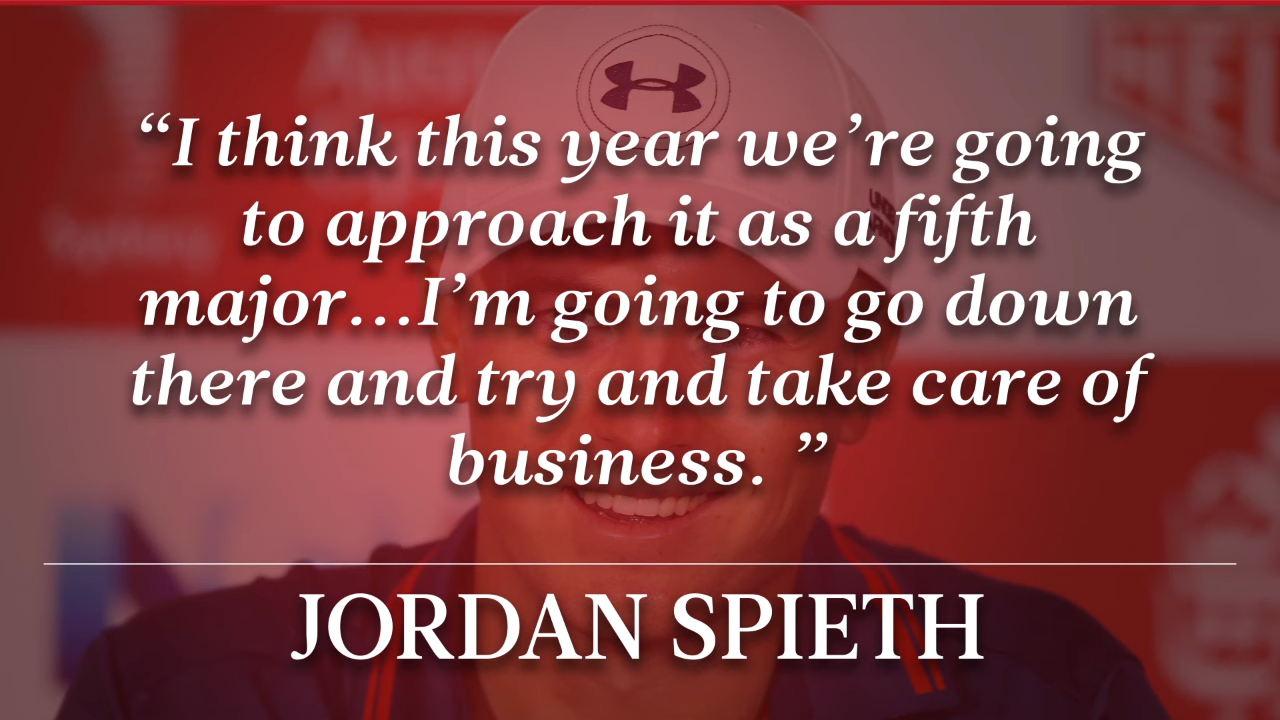 “I think this year we’re going
to approach it as a fifth
major...I’m going to go down
there and try and take care of
business. ”
JORDAN SPIETH